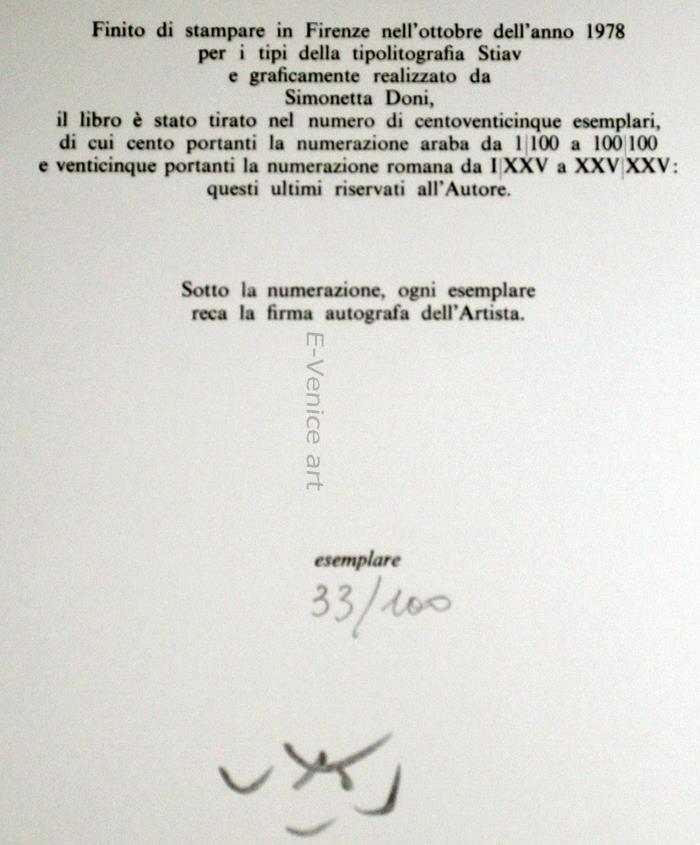 Finito di stampare in Firenze nell'ottobre dell'anno 1978
per i tipi della tipolitografia Stiav
e graficamente realizzato da
Simonetta Doni,
il libro è stato tirato nel numero di centoventicinque esemplari,
di cui cento portanti la numerazione araba da 1|100 a 100|100
e venticinque portanti la numerazione romana da I|XXV a XXV|XXV:
questi ultimi riservati all'Autore.
Sotto la numerazione, ogni esemplare
reca la firma autografa dell'Artista.
E-Venice art
esemplare
33/100